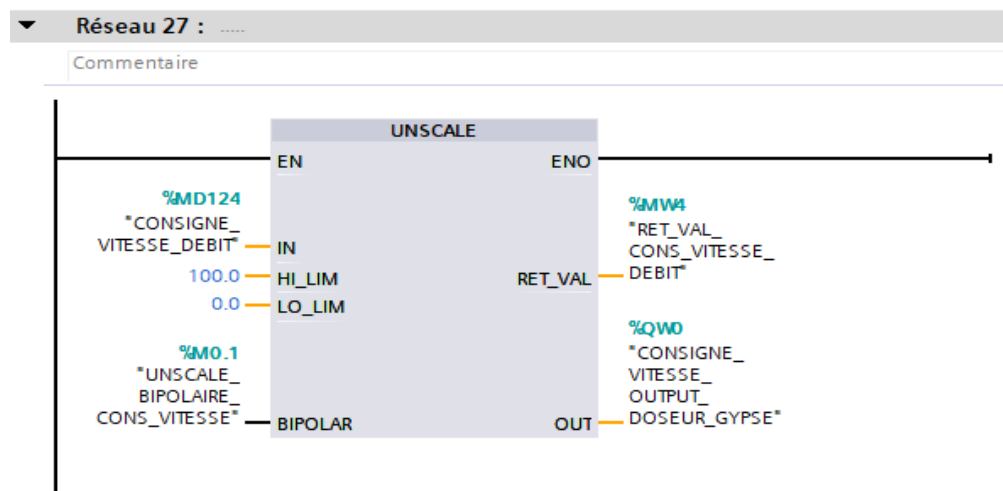 Réseau 27 : .....
Commentaire
UNSCALE
EN
ENO
%MD124
"CONSIGNE_
VITESSE_DEBIT"
IN
100.0
HI_LIM
0.0
LO_LIM
%MW4
"RET_VAL_
CONS_VITESSE_
DEBIT"
RET_VAL
%M0.1
"UNSCALE_
BIPOLAIRE_
CONS_VITESSE"
BIPOLAR
%QW0
"CONSIGNE_
VITESSE_
OUTPUT_
DOSEUR_GYPSE"
OUT